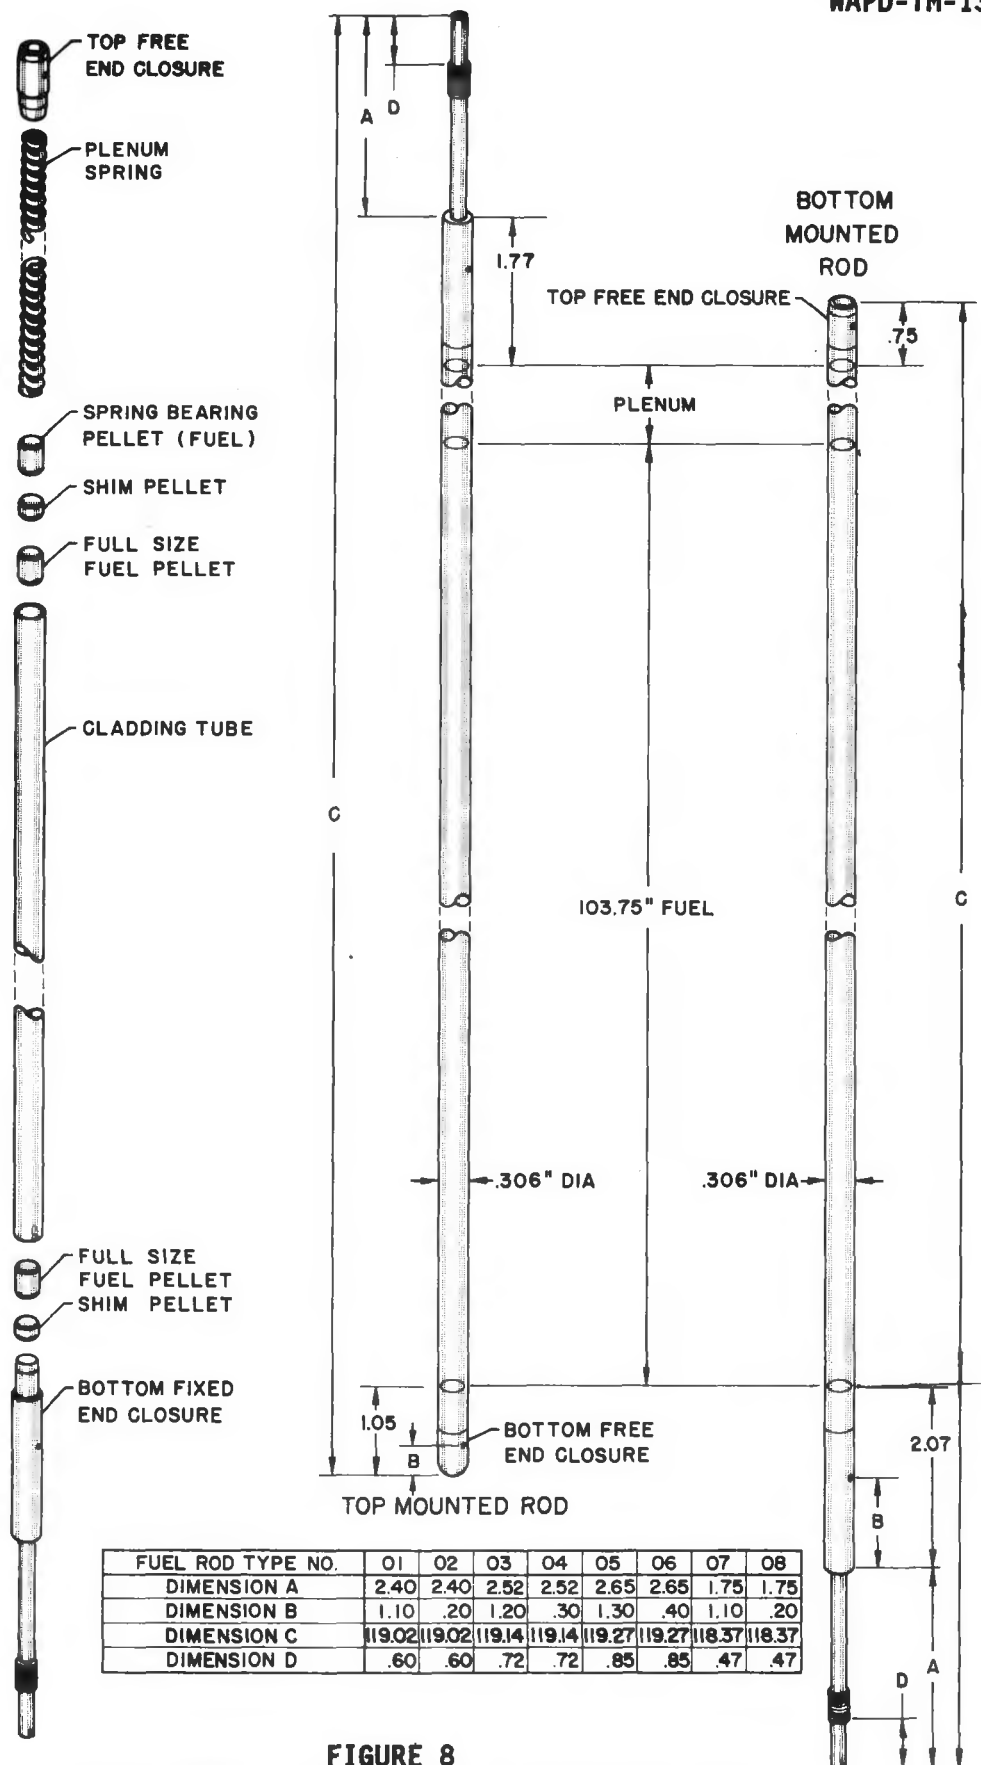 WAPD-TM-13
TOP FREE
END CLOSURE
PLENUM
SPRING
SPRING BEARING
PELLET (FUEL)
SHIM PELLET
FULL SIZE
FUEL PELLET
CLADDING TUBE
FULL SIZE
FUEL PELLET
SHIM PELLET
BOTTOM FIXED
END CLOSURE
A
D
1.77
BOTTOM
MOUNTED
ROD
TOP FREE END CLOSURE
.75
PLENUM
C
103.75" FUEL
C
.306" DIA
.306" DIA
1.05
B
BOTTOM FREE
END CLOSURE
TOP MOUNTED ROD
2.07
B
D
A
FUEL ROD TYPE NO. 01 02 03 04 05 06 07 08
DIMENSION A 2.40 2.40 2.52 2.52 2.65 2.65 1.75 1.75
DIMENSION B 1.10 .20 1.20 .30 1.30 .40 1.10 .20
DIMENSION C 119.02 119.02 119.14 119.14 119.27 119.27 118.37 118.37
DIMENSION D .60 .60 .72 .72 .85 .85 .47 .47
FIGURE 8